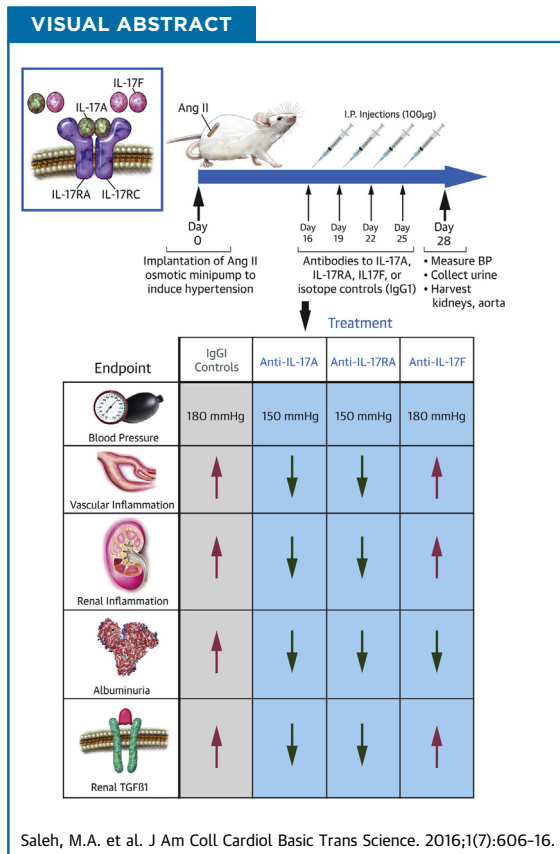 VISUAL ABSTRACT
IL-17F
IL-17A
IL-17RA
IL-17RC
Ang II
I.P. Injections (100µg)
Day
0
Day
16
Day
19
Day
22
Day
25
Day
28
Implantation of Ang II
osmotic minipump to
induce hypertension
Antibodies to IL-17A,
IL-17RA, IL17F, or
isotope controls (IgG1)
• Measure BP
• Collect urine
• Harvest
kidneys, aorta
Treatment
Endpoint
IgGI
Controls
Anti-IL-17A
Anti-IL-17RA
Anti-IL-17F
Blood Pressure
180 mmHg
150 mmHg
150 mmHg
180 mmHg
Vascular Inflammation
Renal Inflammation
Albuminuria
Renal TGFß1
Saleh, M.A. et al. J Am Coll Cardiol Basic Trans Science. 2016;1(7):606-16.